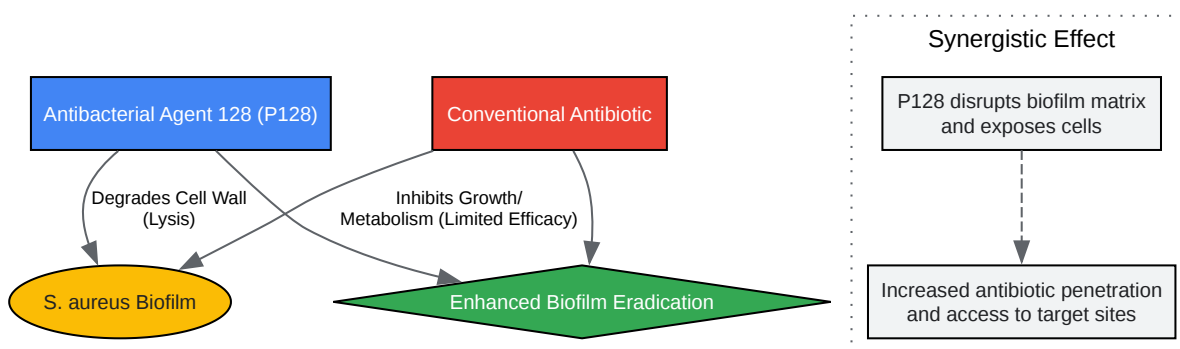 Synergistic Effect
Antibacterial Agent 128 (P128)
Conventional Antibiotic
P128 disrupts biofilm matrix
and exposes cells
Degrades Cell Wall
(Lysis)
Inhibits Growth/
Metabolism (Limited Efficacy)
S. aureus Biofilm
Enhanced Biofilm Eradication
Increased antibiotic penetration
and access to target sites